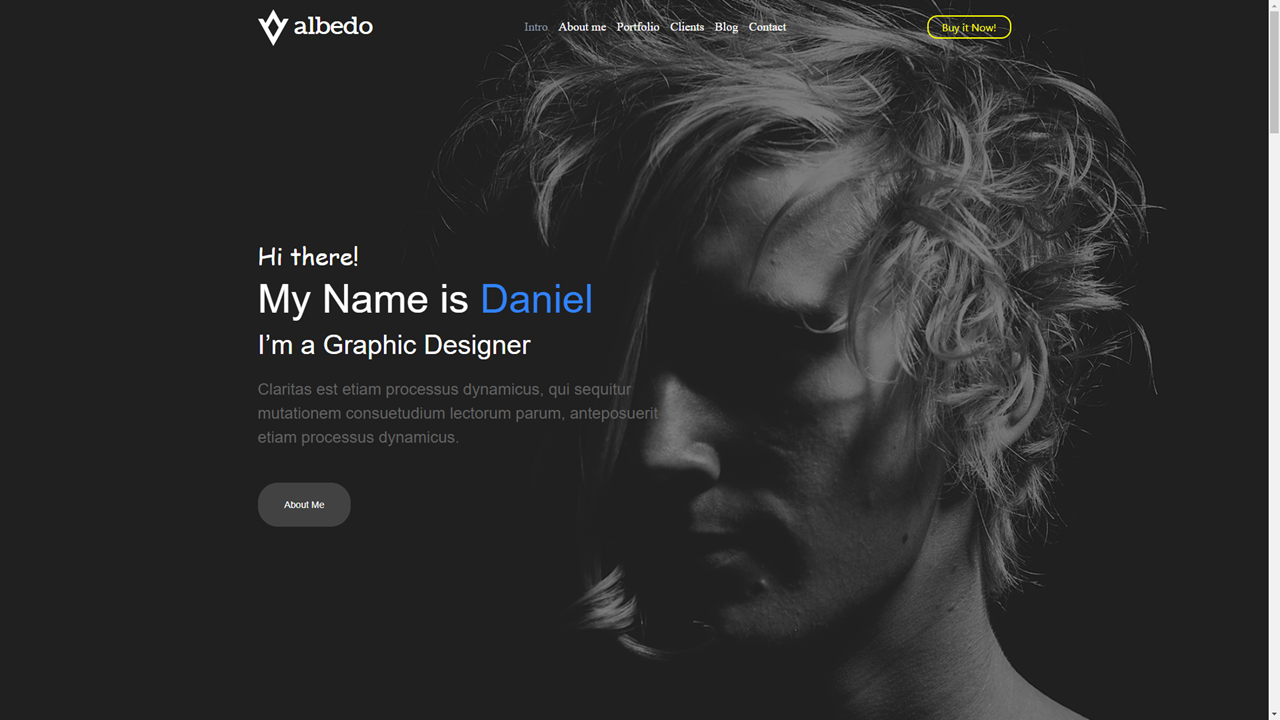 albedo
Intro About me Portfolio Clients Blog Contact
Buy it Now!
Hi there!
My Name is Daniel
I’m a Graphic Designer
Claritas est etiam processus dynamicus, qui sequitur
mutationem consuetudium lectorum parum, anteposuerit
etiam processus dynamicus.
About Me